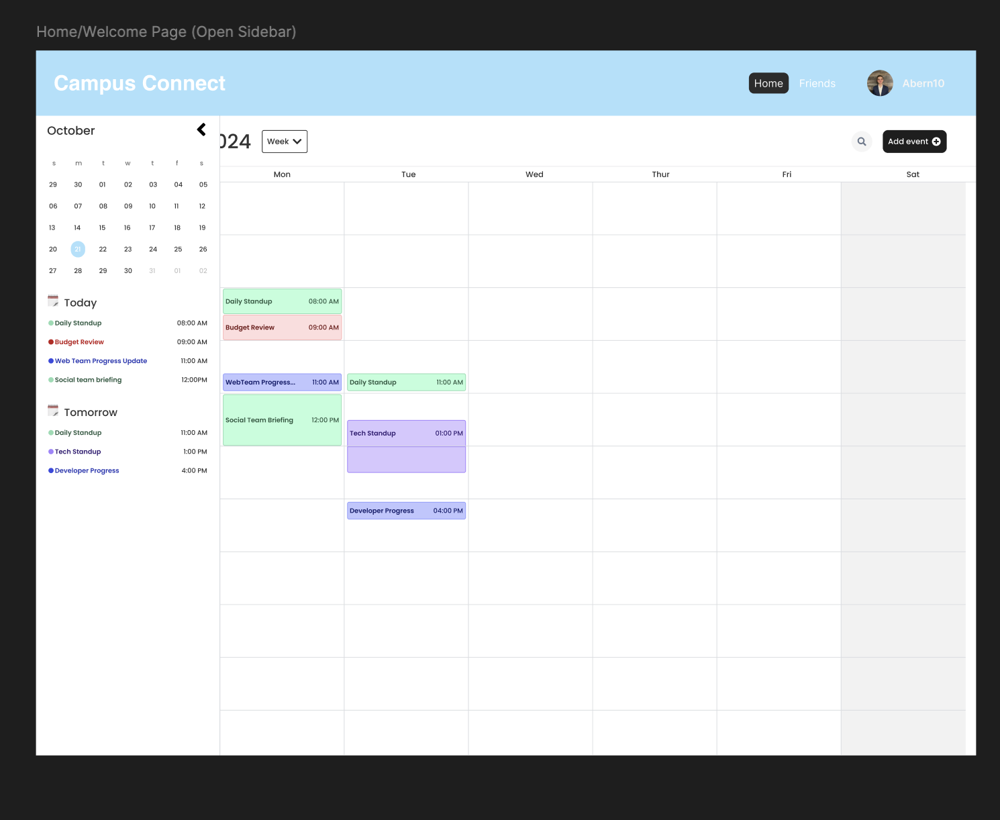 Home/Welcome Page (Open Sidebar)
Campus Connect
Home Friends Abern10
October
024 Week Add event
s m t w t f s
29 30 01 02 03 04 05
06 07 08 09 10 11 12
13 14 15 16 17 18 19
20 21 22 23 24 25 26
27 28 29 30 31 01 02
Today
Daily Standup 08:00 AM
Budget Review 09:00 AM
Web Team Progress Update 11:00 AM
Social team briefing 12:00PM
Tomorrow
Daily Standup 11:00 AM
Tech Standup 1:00 PM
Developer Progress 4:00 PM
Mon Tue Wed Thur Fri Sat
Daily Standup 08:00 AM
Budget Review 09:00 AM
WebTeam Progress... 11:00 AM
Daily Standup 11:00 AM
Social Team Briefing 12:00 PM
Tech Standup 01:00 PM
Developer Progress 04:00 PM